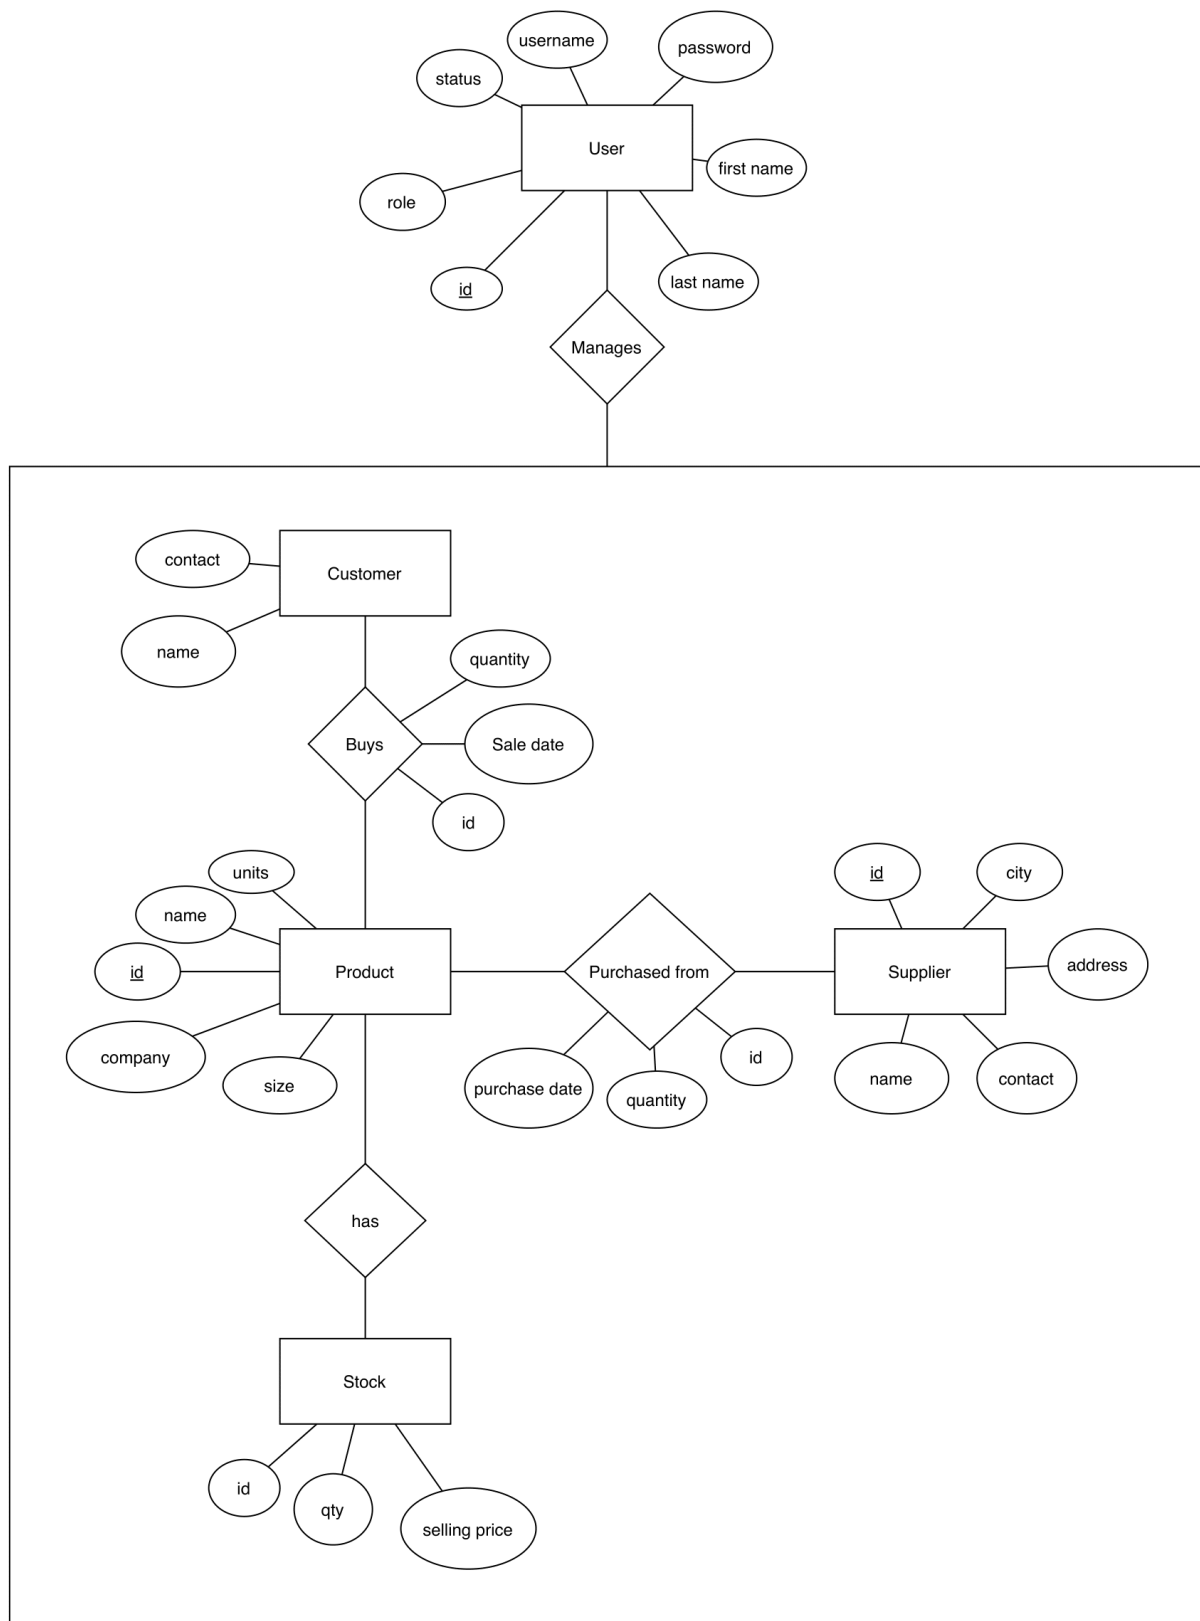 username
password
status
User
first name
role
id
last name
Manages
contact
Customer
name
quantity
Buys
Sale date
id
units
name
id
Product
company
size
Purchased from
purchase date
quantity
id
id
city
Supplier
address
name
contact
has
Stock
id
qty
selling price